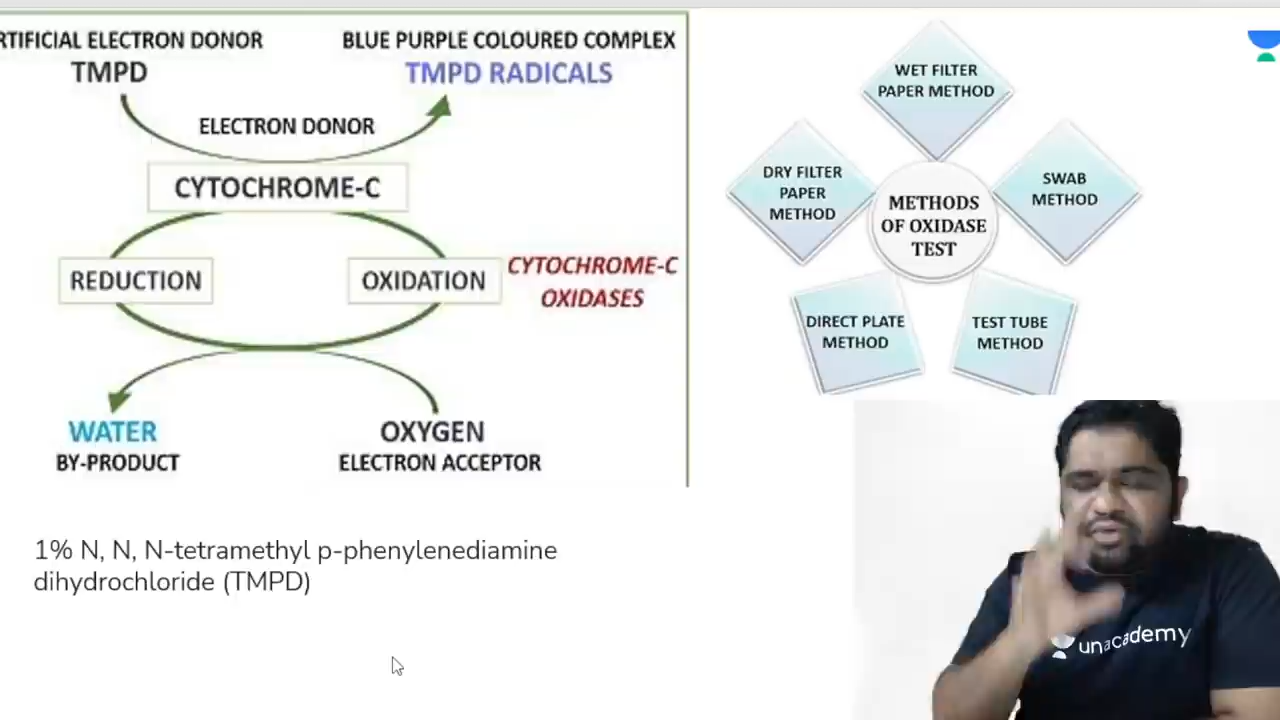 RTIFICIAL ELECTRON DONOR
TMPD
BLUE PURPLE COLOURED COMPLEX
TMPD RADICALS
ELECTRON DONOR
CYTOCHROME-C
REDUCTION
OXIDATION
CYTOCHROME-C
OXIDASES
WATER
BY-PRODUCT
OXYGEN
ELECTRON ACCEPTOR
1% N, N, N-tetramethyl p-phenylenediamine
dihydrochloride (TMPD)
WET FILTER
PAPER METHOD
DRY FILTER
PAPER
METHOD
SWAB
METHOD
METHODS
OF OXIDASE
TEST
DIRECT PLATE
METHOD
TEST TUBE
METHOD
unacademy